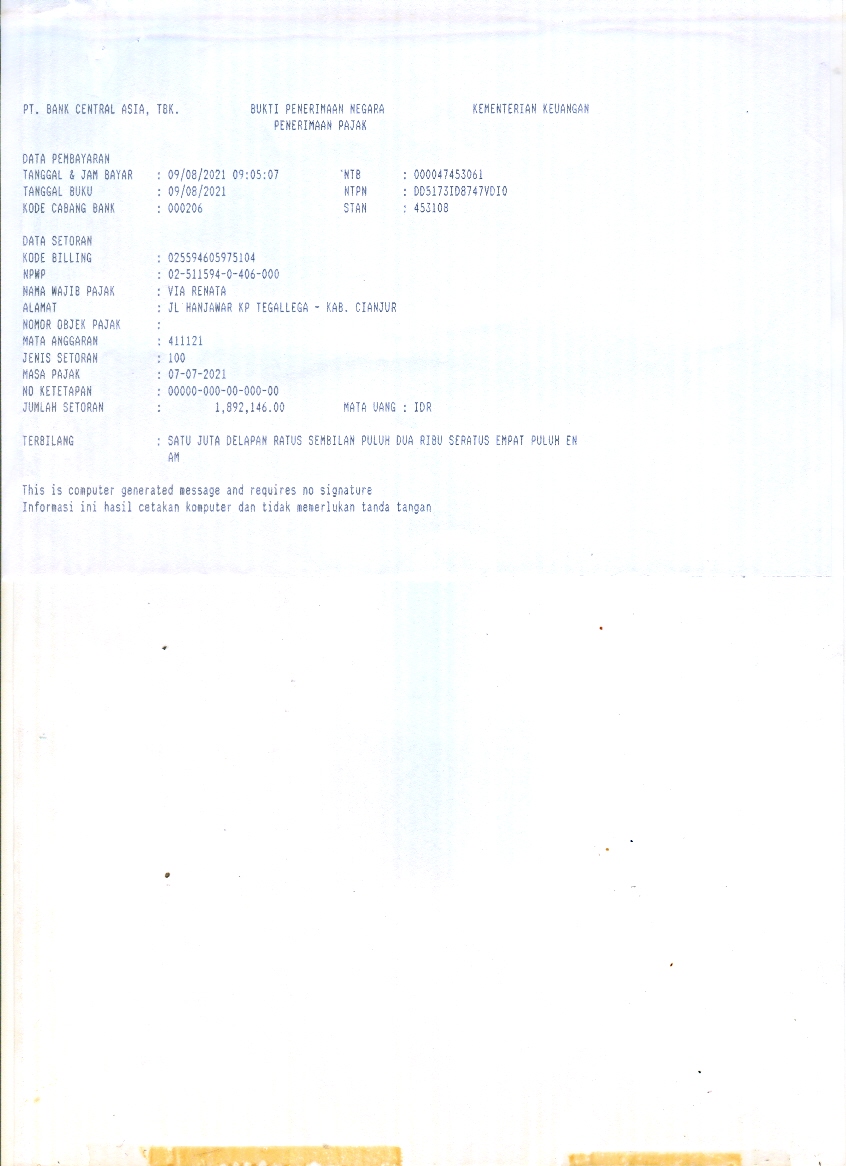 PT. BANK CENTRAL ASIA, TBK. BUKTI PENERIMAAN NEGARA KEMENTERIAN KEUANGAN
PENERIMAAN PAJAK
DATA PEMBAYARAN
TANGGAL & JAM BAYAR : 09/08/2021 09:05:07 NTB : 000047453061
TANGGAL BUKU : 09/08/2021 NTPN : DD5173ID8747VDI0
KODE CABANG BANK : 000206 STAN : 453108
DATA SETORAN
KODE BILLING : 025594605975104
NPWP : 02-511594-0-406-000
NAMA WAJIB PAJAK : VIA RENATA
ALAMAT : JL HANJAWAR KP TEGALLEGA - KAB. CIANJUR
NOMOR OBJEK PAJAK :
MATA ANGGARAN : 411121
JENIS SETORAN : 100
MASA PAJAK : 07-07-2021
NO KETETAPAN : 00000-000-00-000-00
JUMLAH SETORAN : 1,892,146.00 MATA UANG : IDR
TERBILANG : SATU JUTA DELAPAN RATUS SEMBILAN PULUH DUA RIBU SERATUS EMPAT PULUH EN
AM
This is computer generated message and requires no signature
Informasi ini hasil cetakan komputer dan tidak memerlukan tanda tangan